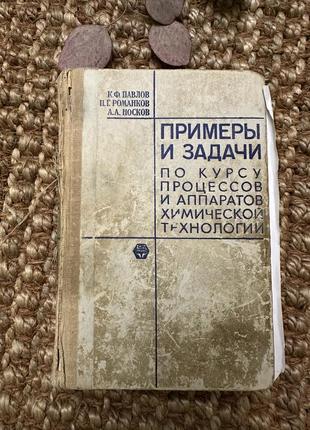 К.Ф. ПАВЛОВ
П.Г. РОМАНКОВ
А.А. НОСКОВ
ПРИМЕРЫ
И ЗАДАЧИ
ПО КУРСУ
ПРОЦЕССОВ
И АППАРАТОВ
ХИМИЧЕСКОЙ
ТЕХНОЛОГИИ